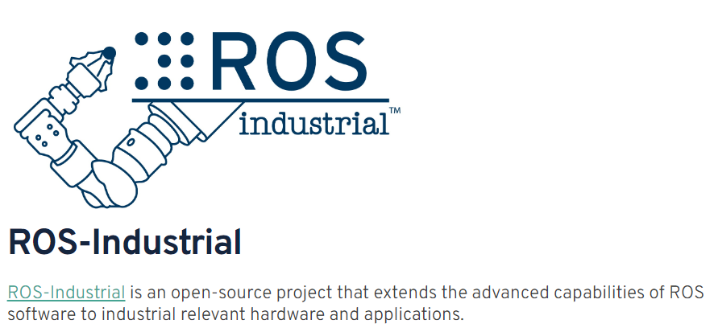 ROS
industrial™
ROS-Industrial
ROS-Industrial is an open-source project that extends the advanced capabilities of ROS
software to industrial relevant hardware and applications.